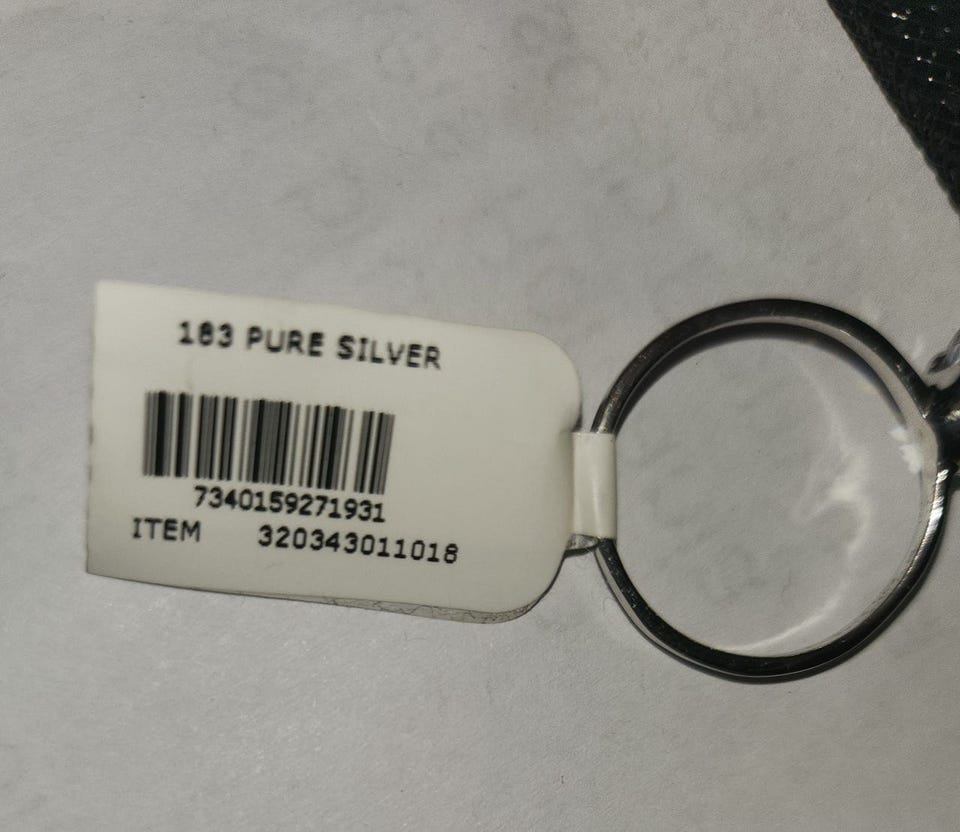 183 PURE SILVER
7340159271931
ITEM 320343011018